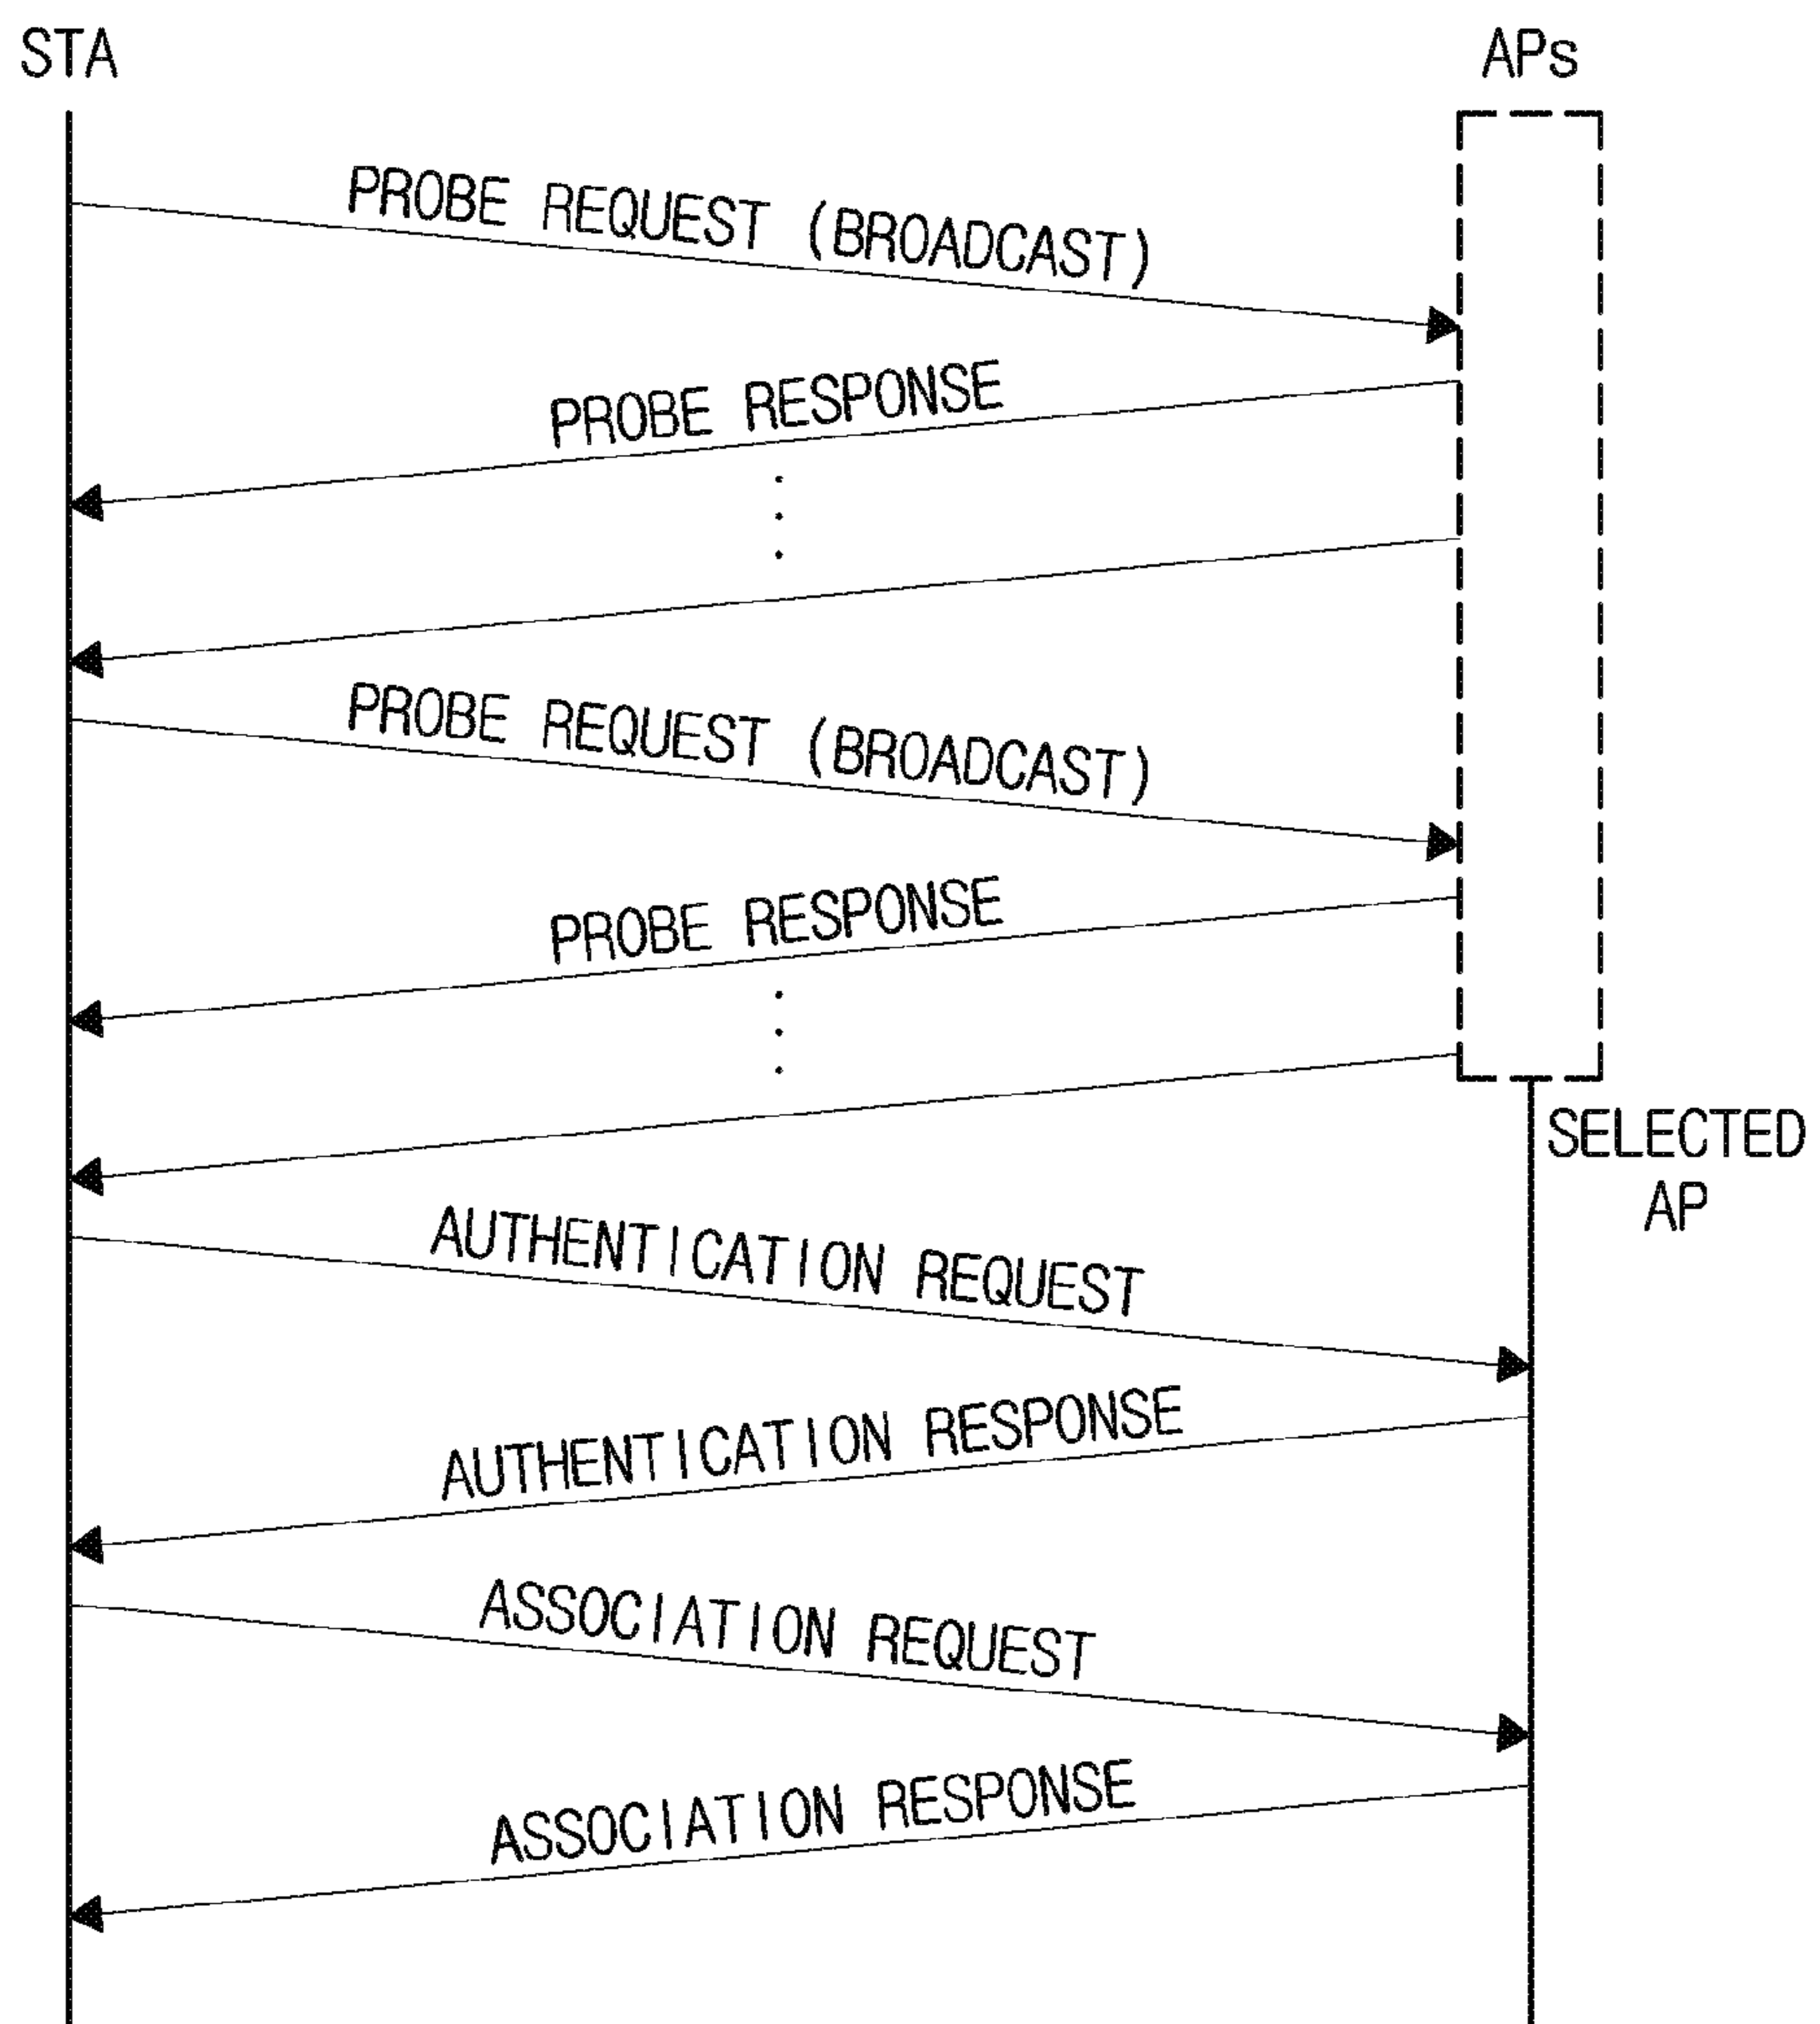 STA
APs
PROBE REQUEST (BROADCAST)
PROBE RESPONSE
PROBE REQUEST (BROADCAST)
PROBE RESPONSE
SELECTED
AP
AUTHENTICATION REQUEST
AUTHENTICATION RESPONSE
ASSOCIATION REQUEST
ASSOCIATION RESPONSE